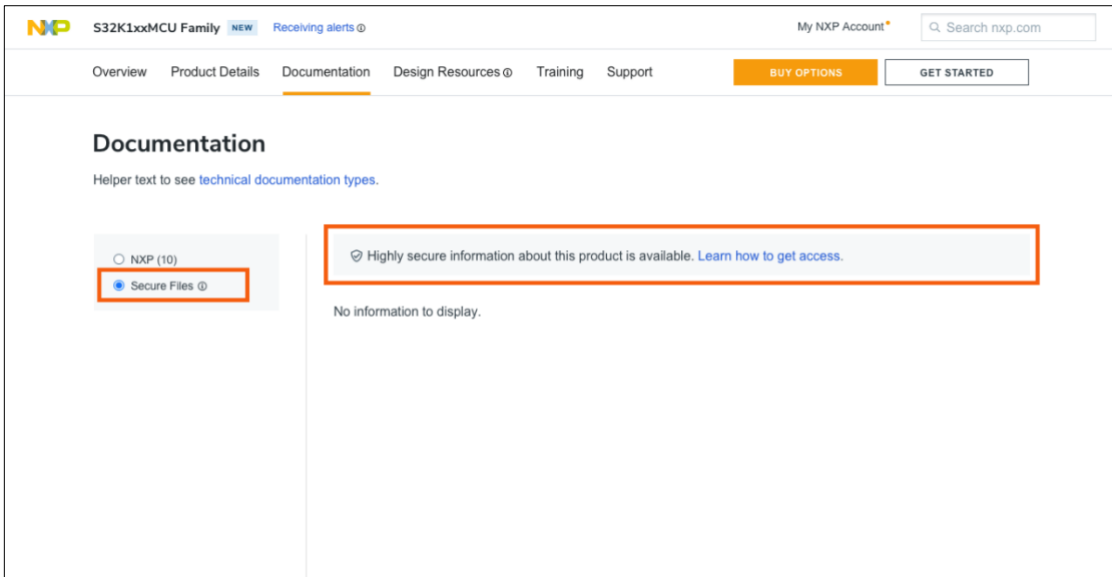 NXP S32K1xxMCU Family NEW Receiving alerts My NXP Account Search nxp.com
Overview Product Details Documentation Design Resources Training Support BUY OPTIONS GET STARTED
Documentation
Helper text to see technical documentation types.
NXP (10)
Secure Files
Highly secure information about this product is available. Learn how to get access.
No information to display.